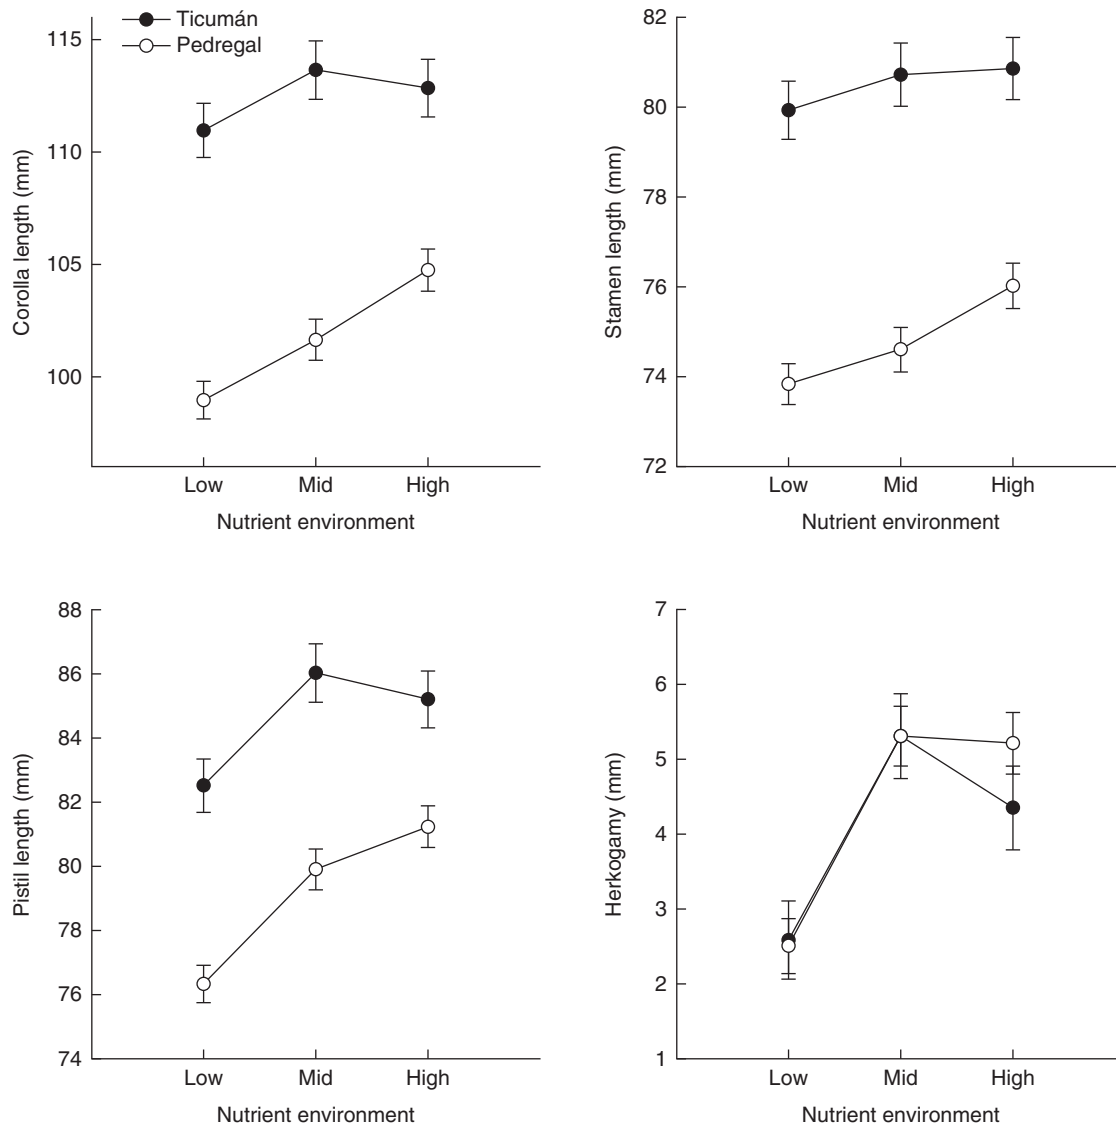 Ticumán
Pedregal
Corolla length (mm)
115
110
105
100
Low Mid High
Nutrient environment
Stamen length (mm)
82
80
78
76
74
72
Low Mid High
Nutrient environment
Pistil length (mm)
88
86
84
82
80
78
76
74
Low Mid High
Nutrient environment
Herkogamy (mm)
7
6
5
4
3
2
1
Low Mid High
Nutrient environment